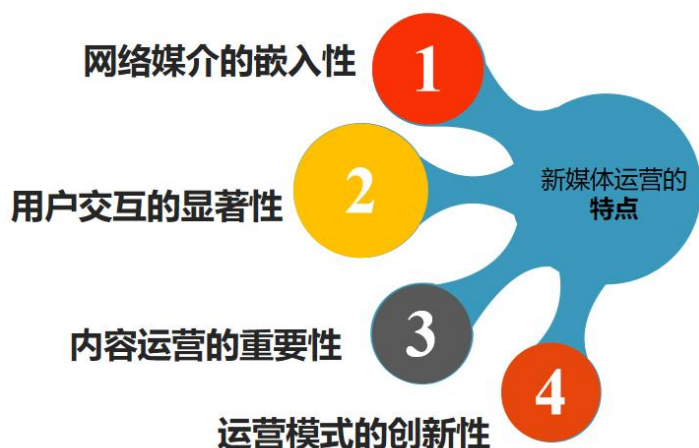 网络媒介的嵌入性
1
用户交互的显著性
2
内容运营的重要性
3
运营模式的创新性
4
新媒体运营的
特点